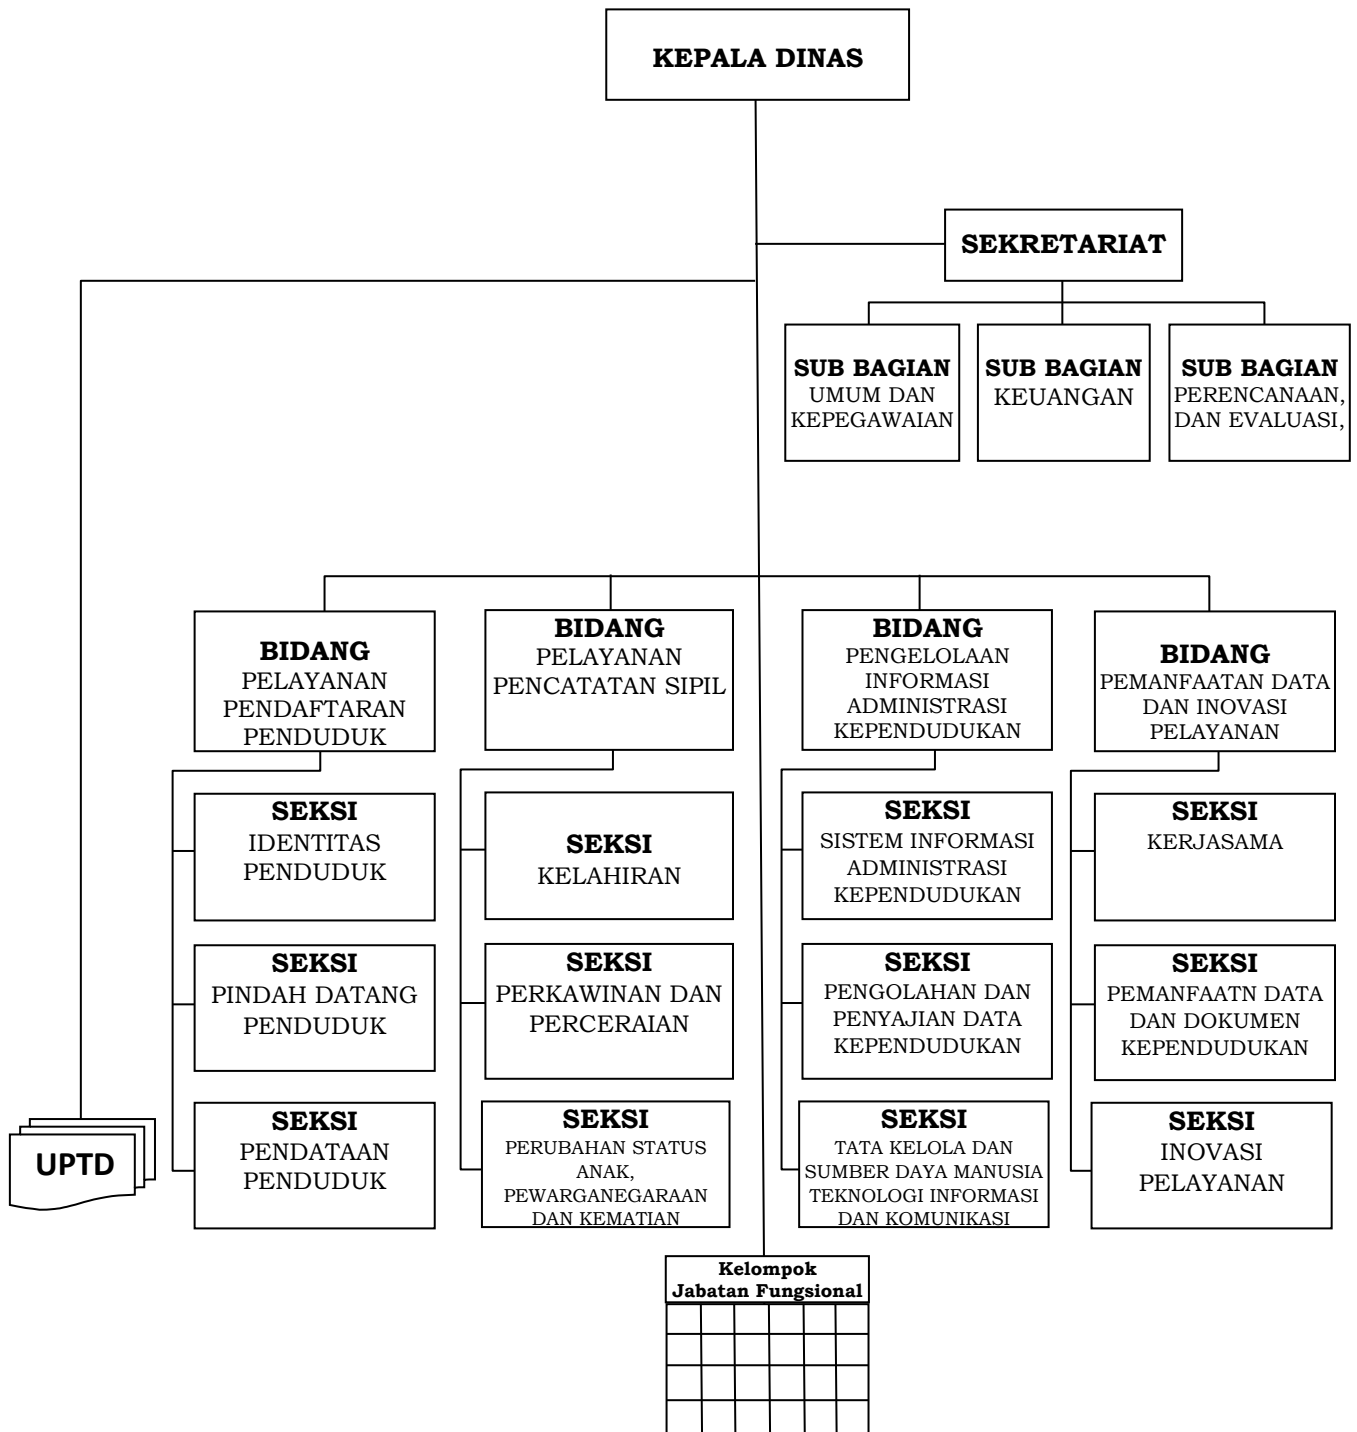 KEPALA DINAS
SEKRETARIAT
SUB BAGIAN
UMUM DAN
KEPEGAWAIAN
SUB BAGIAN
KEUANGAN
SUB BAGIAN
PERENCANAAN,
DAN EVALUASI,
BIDANG
PELAYANAN
PENDAFTARAN
PENDUDUK
BIDANG
PELAYANAN
PENCATATAN SIPIL
BIDANG
PENGELOLAAN
INFORMASI
ADMINISTRASI
KEPENDUDUKAN
BIDANG
PEMANFAATAN DATA
DAN INOVASI
PELAYANAN
SEKSI
IDENTITAS
PENDUDUK
SEKSI
KELAHIRAN
SEKSI
SISTEM INFORMASI
ADMINISTRASI
KEPENDUDUKAN
SEKSI
KERJASAMA
SEKSI
PINDAH DATANG
PENDUDUK
SEKSI
PERKAWINAN DAN
PERCERAIAN
SEKSI
PENGOLAHAN DAN
PENYAJIAN DATA
KEPENDUDUKAN
SEKSI
PEMANFAATN DATA
DAN DOKUMEN
KEPENDUDUKAN
UPTD
SEKSI
PENDATAAN
PENDUDUK
SEKSI
PERUBAHAN STATUS
ANAK,
PEWARGANEGARAAN
DAN KEMATIAN
SEKSI
TATA KELOLA DAN
SUMBER DAYA MANUSIA
TEKNOLOGI INFORMASI
DAN KOMUNIKASI
SEKSI
INOVASI
PELAYANAN
Kelompok
Jabatan Fungsional